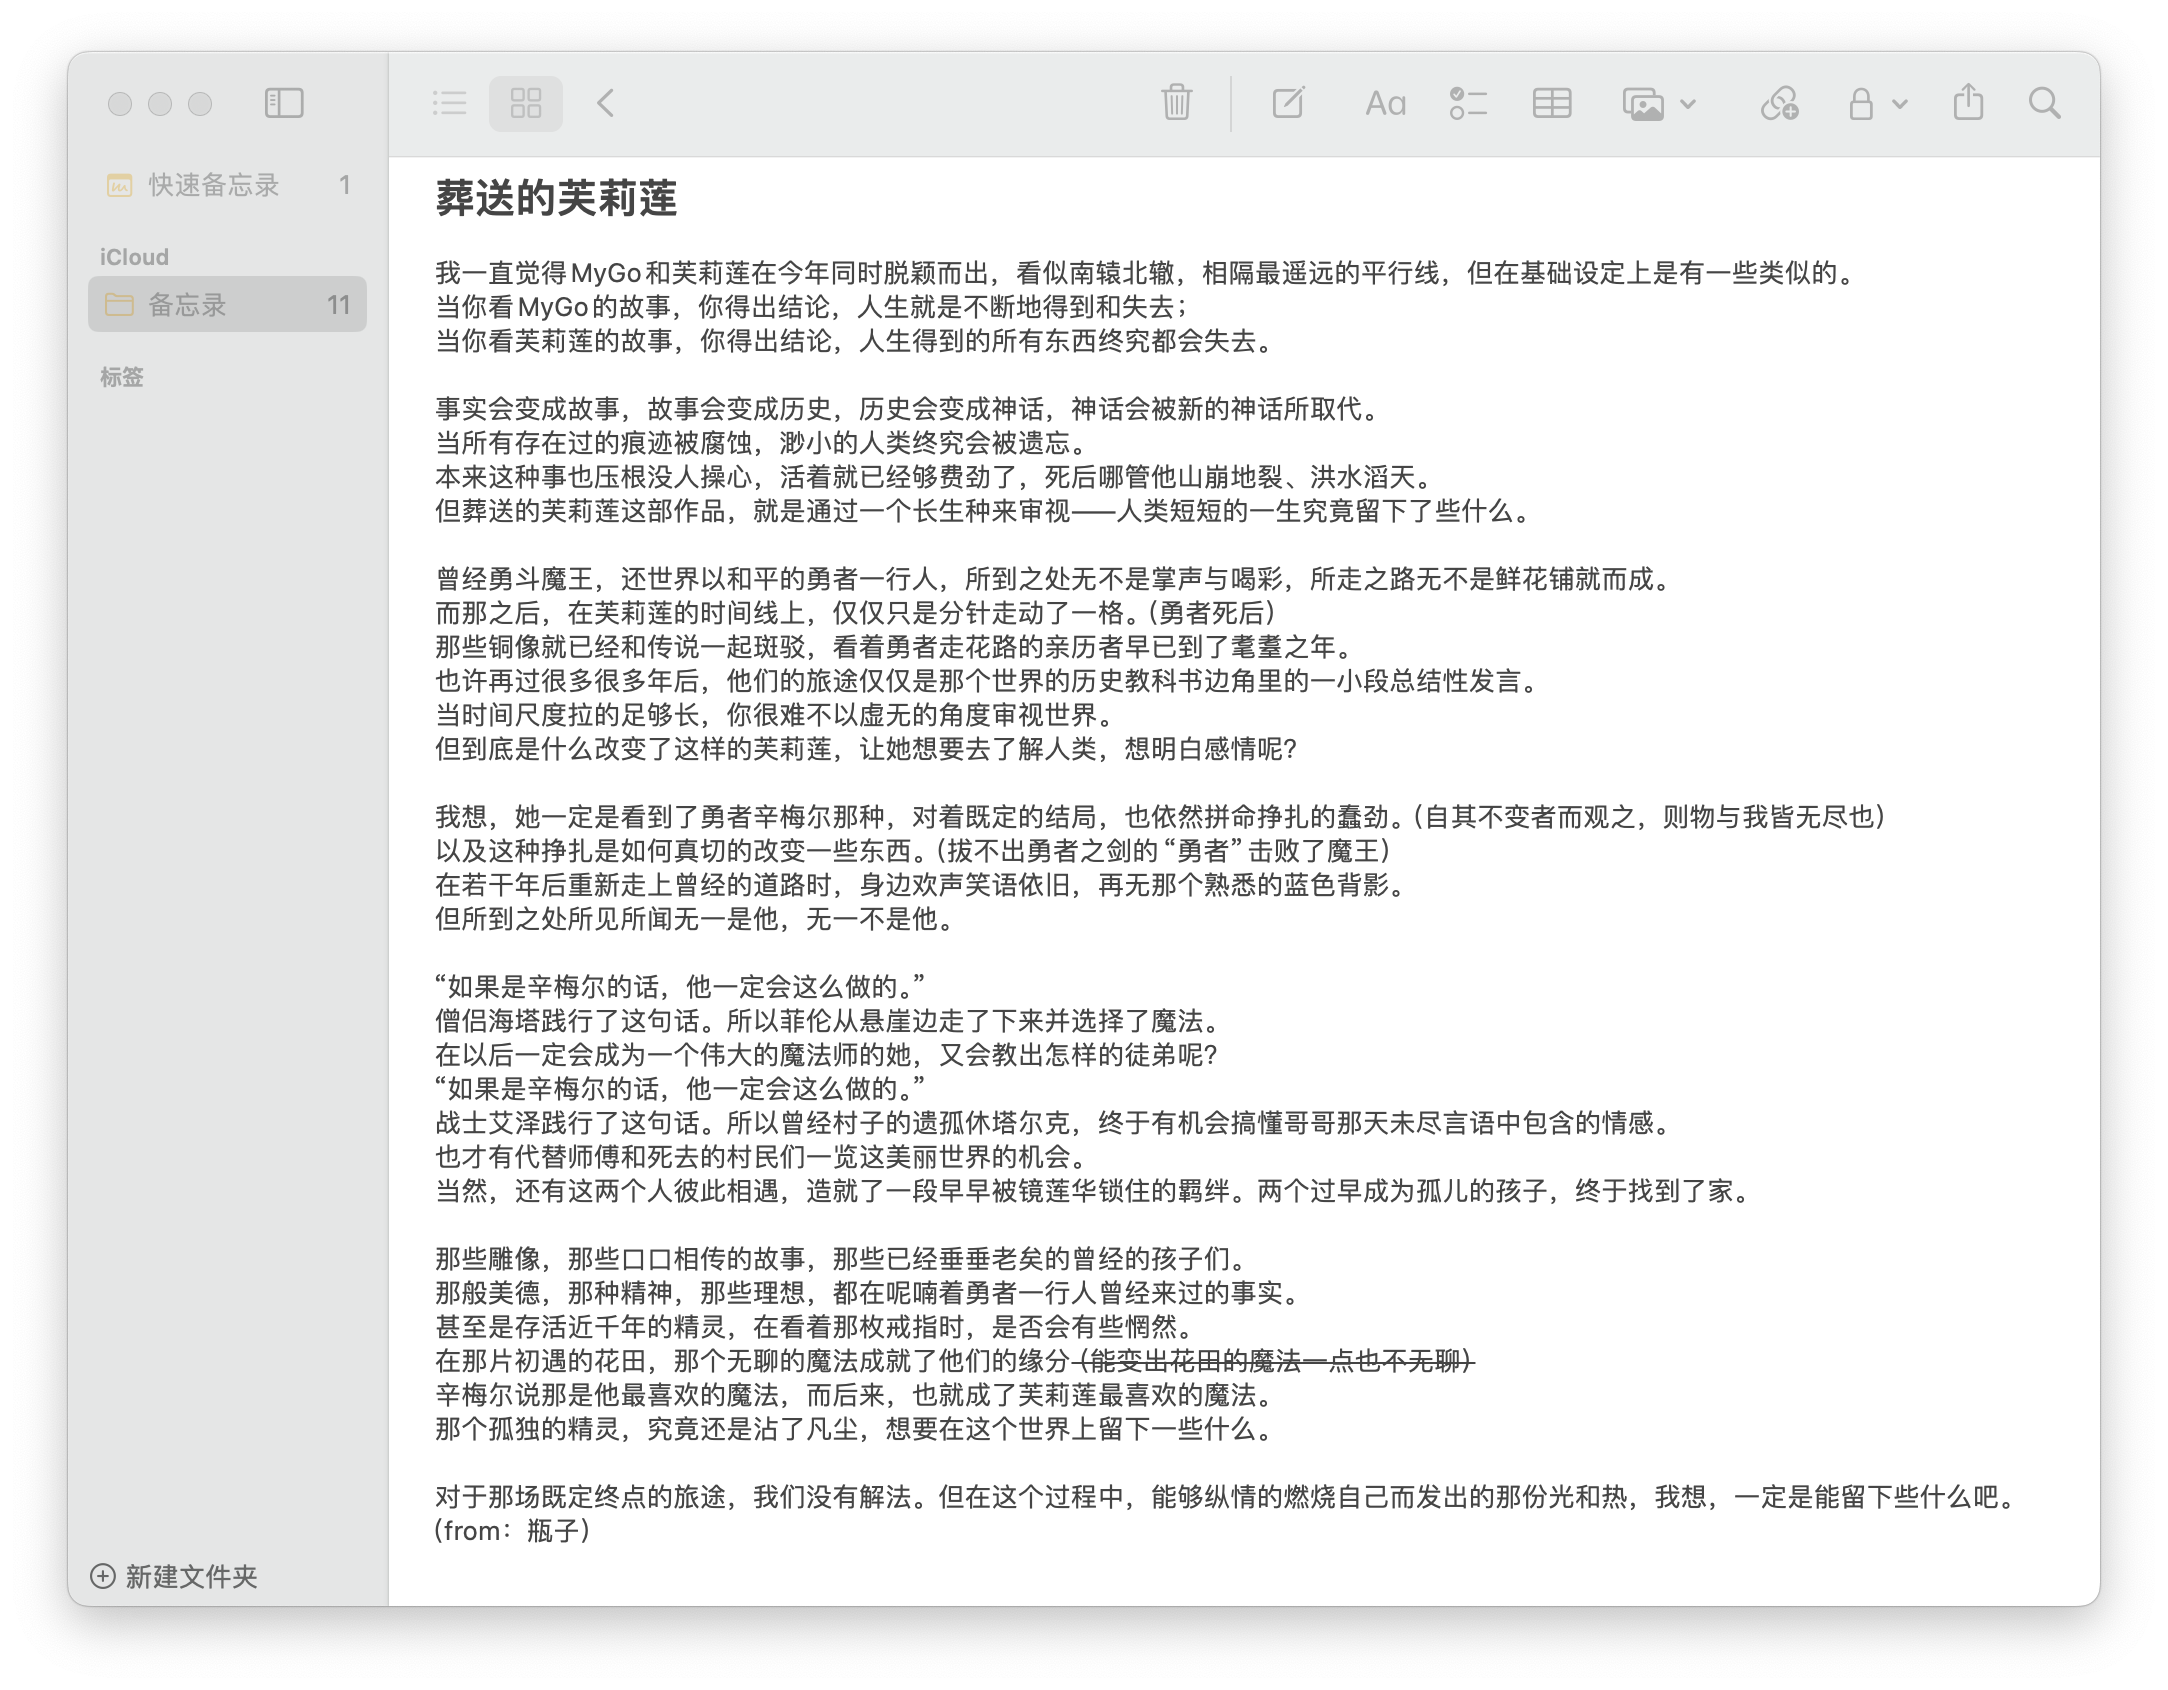 快速备忘录 1
iCloud
备忘录 11
标签
新建文件夹
Aa
葬送的芙莉莲
我一直觉得MyGo和芙莉莲在今年同时脱颖而出，看似南辕北辙，相隔最遥远的平行线，但在基础设定上是有一些类似的。
当你看MyGo的故事，你得出结论，人生就是不断地得到和失去；
当你看芙莉莲的故事，你得出结论，人生得到的所有东西终究都会失去。
事实会变成故事，故事会变成历史，历史会变成神话，神话会被新的神话所取代。
当所有存在过的痕迹被腐蚀，渺小的人类终究会被遗忘。
本来这种事也压根没人操心，活着就已经够费劲了，死后哪管他山崩地裂、洪水滔天。
但葬送的芙莉莲这部作品，就是通过一个长生种来审视——人类短短的一生究竟留下了些什么。
曾经勇斗魔王，还世界以和平的勇者一行人，所到之处无不是掌声与喝彩，所走之路无不是鲜花铺就而成。
而那之后，在芙莉莲的时间线上，仅仅只是分针走动了一格。（勇者死后）
那些铜像就已经和传说一起斑驳，看着勇者走花路的亲历者早已到了耄耋之年。
也许再过很多很多年后，他们的旅途仅仅是那个世界的历史教科书边角里的一小段总结性发言。
当时间尺度拉的足够长，你很难不以虚无的角度审视世界。
但到底是什么改变了这样的芙莉莲，让她想要去了解人类，想明白感情呢？
我想，她一定是看到了勇者辛梅尔那种，对着既定的结局，也依然拼命挣扎的蠢劲。（自其不变者而观之，则物与我皆无尽也）
以及这种挣扎是如何真切的改变一些东西。（拔不出勇者之剑的“勇者”击败了魔王）
在若干年后重新走上曾经的道路时，身边欢声笑语依旧，再无那个熟悉的蓝色背影。
但所到之处所见所闻无一是他，无一不是他。
“如果是辛梅尔的话，他一定会这么做的。”
僧侣海塔践行了这句话。所以菲伦从悬崖边走了下来并选择了魔法。
在以后一定会成为一个伟大的魔法师的她，又会教出怎样的徒弟呢？
“如果是辛梅尔的话，他一定会这么做的。”
战士艾泽践行了这句话。所以曾经村子的遗孤休塔尔克，终于有机会搞懂哥哥那天未尽言语中包含的情感。
也才有代替师傅和死去的村民们一览这美丽世界的机会。
当然，还有这两个人彼此相遇，造就了一段早早被镜莲华锁住的羁绊。两个过早成为孤儿的孩子，终于找到了家。
那些雕像，那些口口相传的故事，那些已经垂垂老矣的曾经的孩子们。
那般美德，那种精神，那些理想，都在呢喃着勇者一行人曾经来过的事实。
甚至是存活近千年的精灵，在看着那枚戒指时，是否会有些惘然。
在那片初遇的花田，那个无聊的魔法成就了他们的缘分（能变出花田的魔法一点也不无聊）
辛梅尔说那是他最喜欢的魔法，而后来，也就成了芙莉莲最喜欢的魔法。
那个孤独的精灵，究竟还是沾了凡尘，想要在这个世界上留下一些什么。
对于那场既定终点的旅途，我们没有解法。但在这个过程中，能够纵情的燃烧自己而发出的那份光和热，我想，一定是能留下些什么吧。
（from：瓶子）